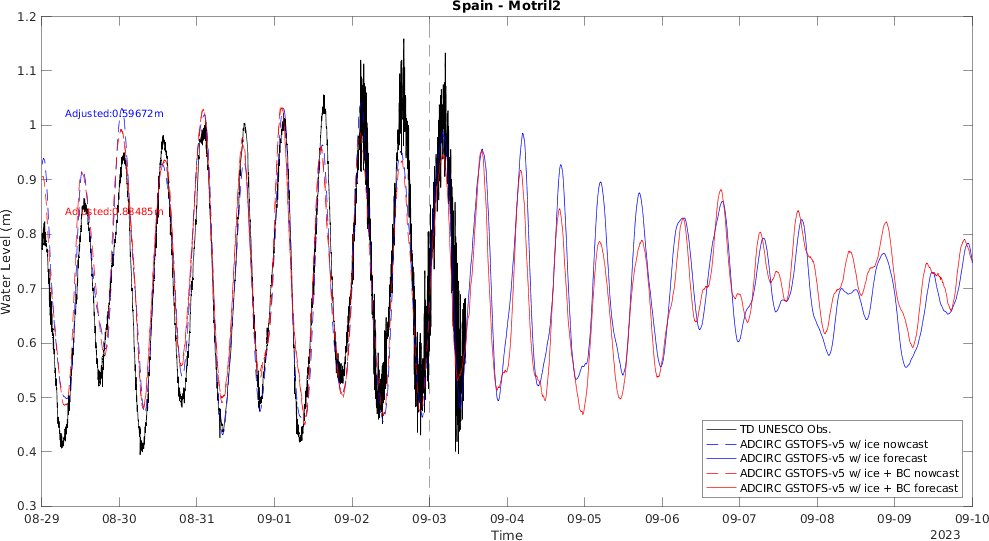 Spain - Motril2
1.2
1.1
1
0.9
0.8
0.7
0.6
0.5
0.4
0.3
Water Level (m)
Adjusted:0.59672m
Adjusted:0.83485m
TD UNESCO Obs.
ADCIRC GSTOFS-v5 w/ ice nowcast
ADCIRC GSTOFS-v5 w/ ice forecast
ADCIRC GSTOFS-v5 w/ ice + BC nowcast
ADCIRC GSTOFS-v5 w/ ice + BC forecast
08-29 08-30 08-31 09-01 09-02 09-03 09-04 09-05 09-06 09-07 09-08 09-09 09-10
Time
2023